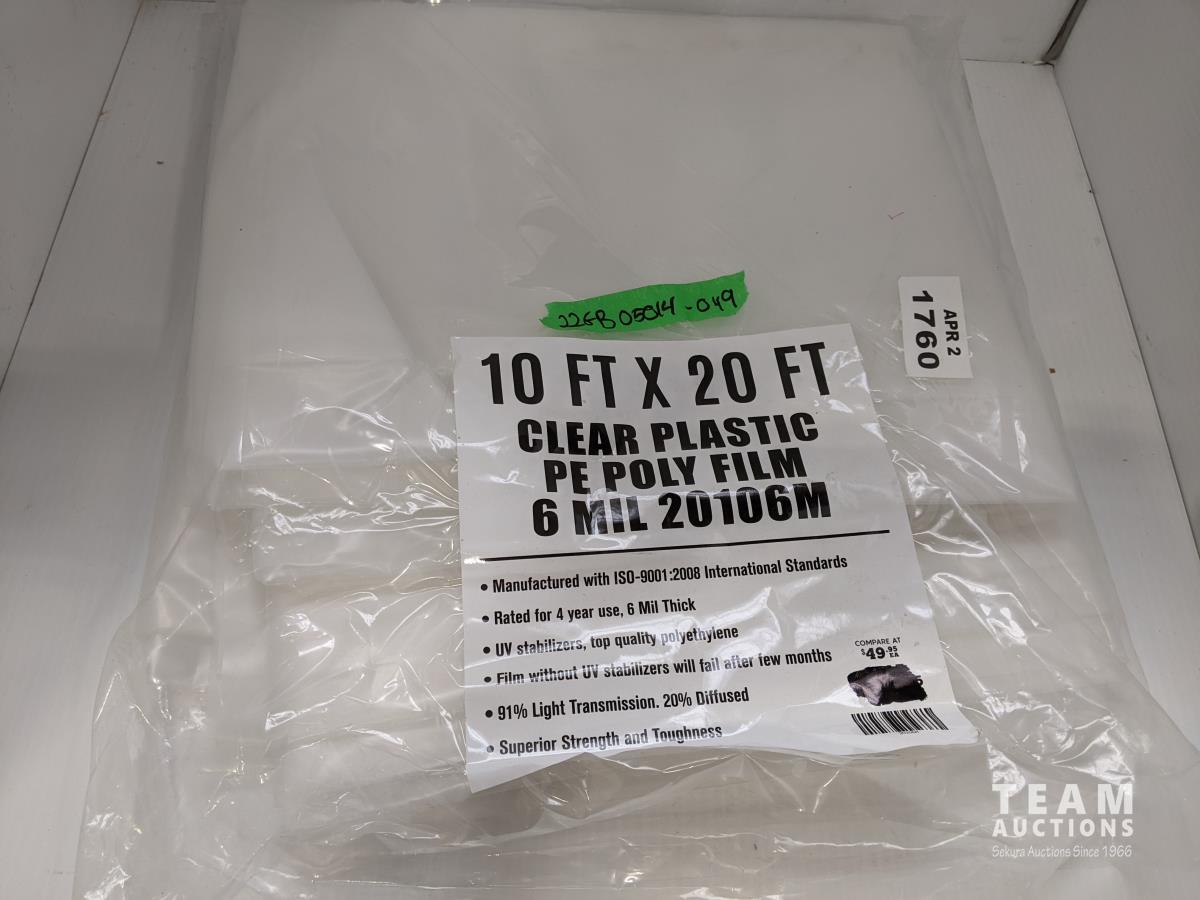 22GB05014-049
APR 2
1760
10 FT X 20 FT
CLEAR PLASTIC
PE POLY FILM
6 MIL 20106M
• Manufactured with ISO-9001:2008 International Standards
• Rated for 4 year use, 6 Mil Thick
• UV stabilizers, top quality polyethylene
• Film without UV stabilizers will fail after few months
• 91% Light Transmission. 20% Diffused
• Superior Strength and Toughness
COMPARE AT
$49.95
EA
TEAM
AUCTIONS
Sekura Auctions Since 1966